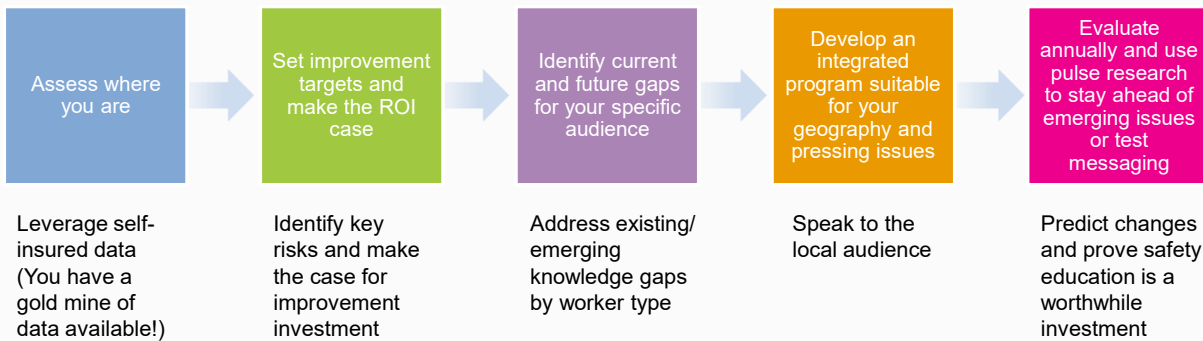 Assess where
you are
Set improvement
targets and
make the ROI
case
Identify current
and future gaps
for your specific
audience
Develop an
integrated
program suitable
for your
geography and
pressing issues
Evaluate
annually and use
pulse research
to stay ahead of
emerging issues
or test
messaging
Leverage self-
insured data
(You have a
gold mine of
data available!)
Identify key
risks and make
the case for
improvement
investment
Address existing/
emerging
knowledge gaps
by worker type
Speak to the
local audience
Predict changes
and prove safety
education is a
worthwhile
investment